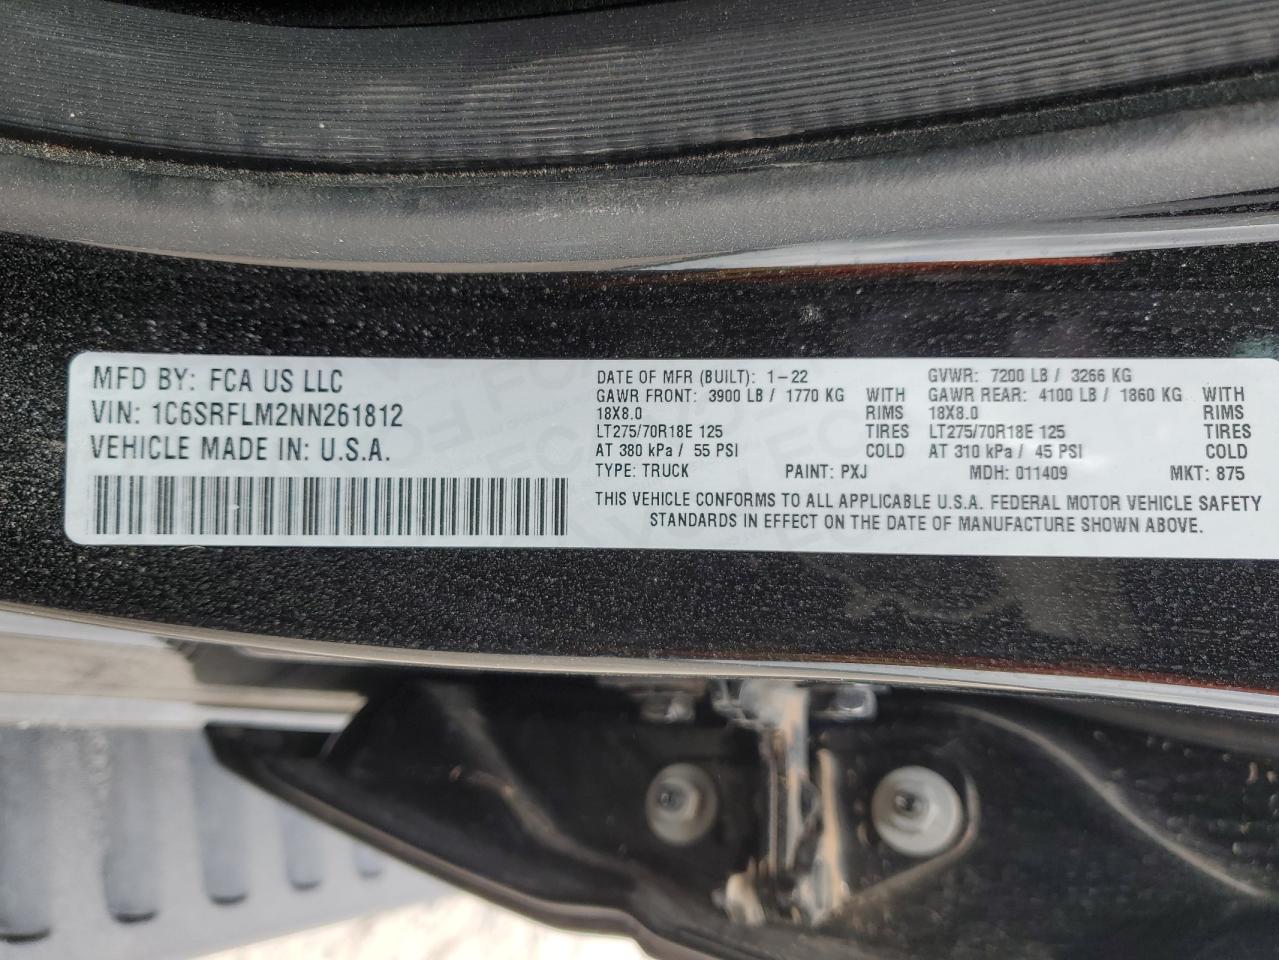 MFD BY: FCA US LLC
VIN: 1C6SRFLM2NN261812
VEHICLE MADE IN: U.S.A.
DATE OF MFR (BUILT): 1-22 GVWR: 7200 LB / 3266 KG
GAWR FRONT: 3900 LB / 1770 KG WITH GAWR REAR: 4100 LB / 1860 KG WITH
18X8.0 RIMS 18X8.0 RIMS
LT275/70R18E 125 TIRES LT275/70R18E 125 TIRES
AT 380 kPa / 55 PSI COLD AT 310 kPa / 45 PSI COLD
TYPE: TRUCK PAINT: PXJ MDH: 011409 MKT: 875
THIS VEHICLE CONFORMS TO ALL APPLICABLE U.S.A. FEDERAL MOTOR VEHICLE SAFETY
STANDARDS IN EFFECT ON THE DATE OF MANUFACTURE SHOWN ABOVE.